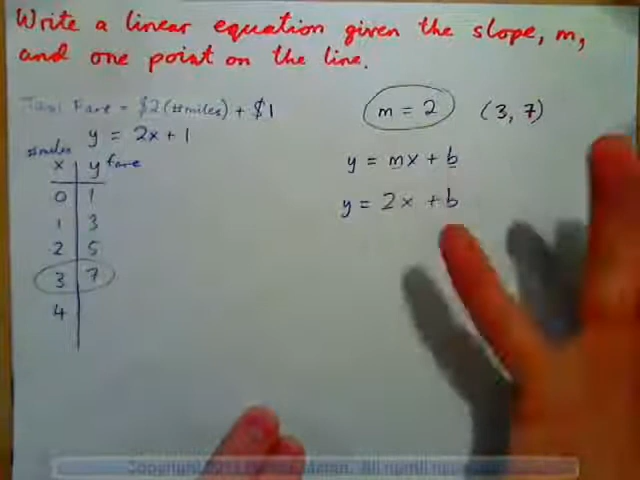 Write a linear equation given the slope, m,
and one point on the line.
Taxi Fare = $2(#miles) + $1
y = 2x + 1
#miles
x y fare
0 1
1 3
2 5
3 7
4
m = 2 (3, 7)
y = mx + b
y = 2x + b